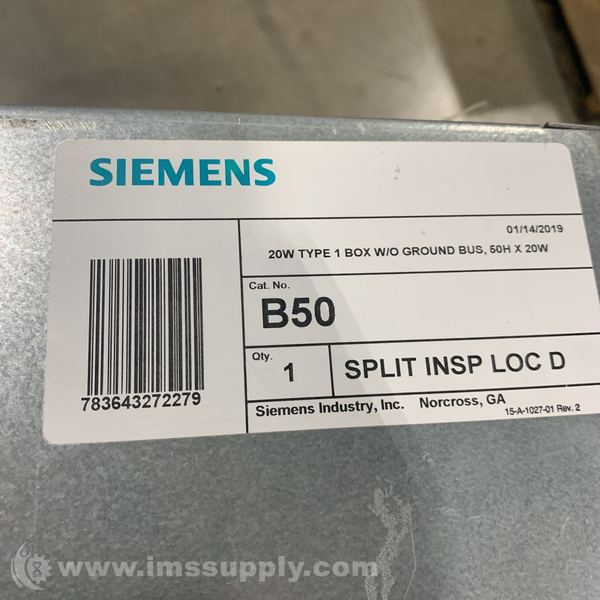 SIEMENS
01/14/2019
20W TYPE 1 BOX W/O GROUND BUS, 50H X 20W
Cat. No.
B50
Qty.
1
SPLIT INSP LOC D
783643272279
Siemens Industry, Inc. Norcross, GA
15-A-1027-01 Rev. 2
www.imssupply.com